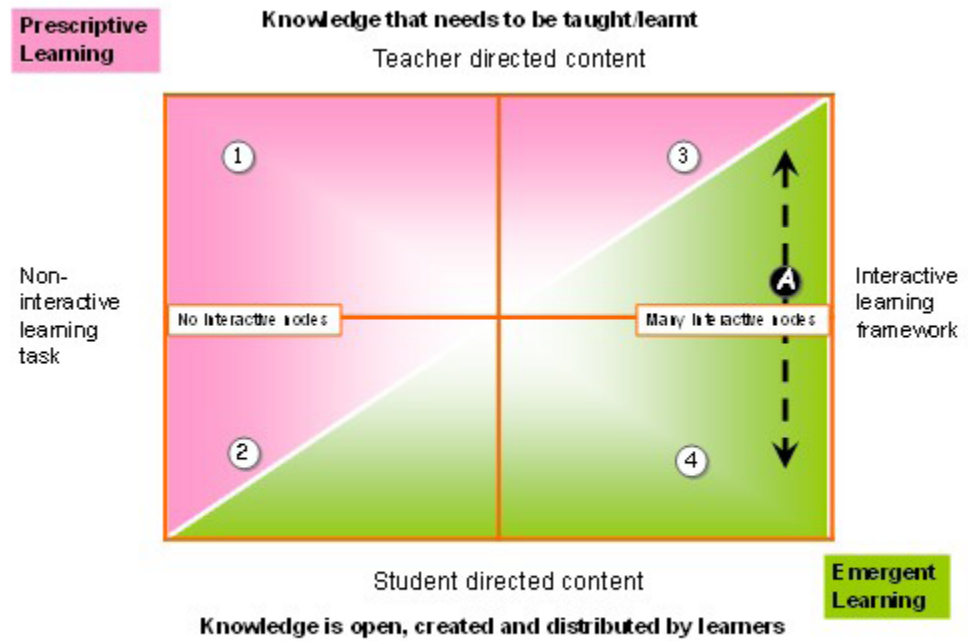 Prescriptive
Learning
Knowledge that needs to be taught/learnt
Teacher directed content
1
3
A
Non-
interactive
learning
task
No Interactive nodes
Many Interactive nodes
Interactive
learning
framework
2
4
Student directed content
Emergent
Learning
Knowledge is open, created and distributed by learners